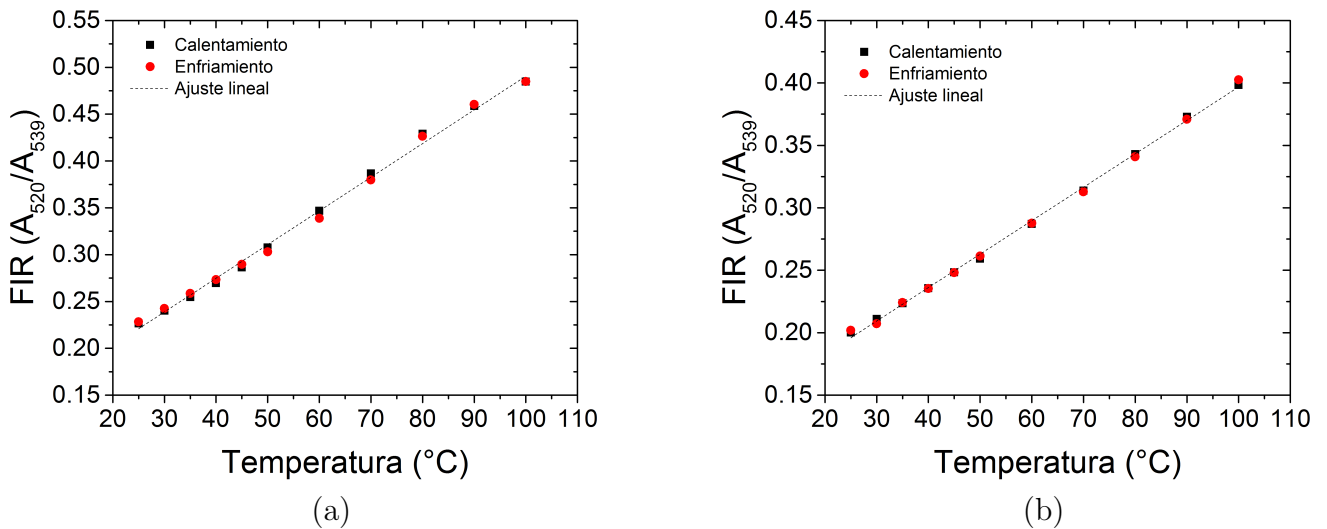 0.55
0.50
0.45
0.40
0.35
0.30
0.25
0.20
0.15
FIR (A520/A539)
Calentamiento
Enfriamiento
Ajuste lineal
20 30 40 50 60 70 80 90 100 110
Temperatura (°C)
(a)
0.45
0.40
0.35
0.30
0.25
0.20
0.15
FIR (A520/A539)
Calentamiento
Enfriamiento
Ajuste lineal
20 30 40 50 60 70 80 90 100 110
Temperatura (°C)
(b)